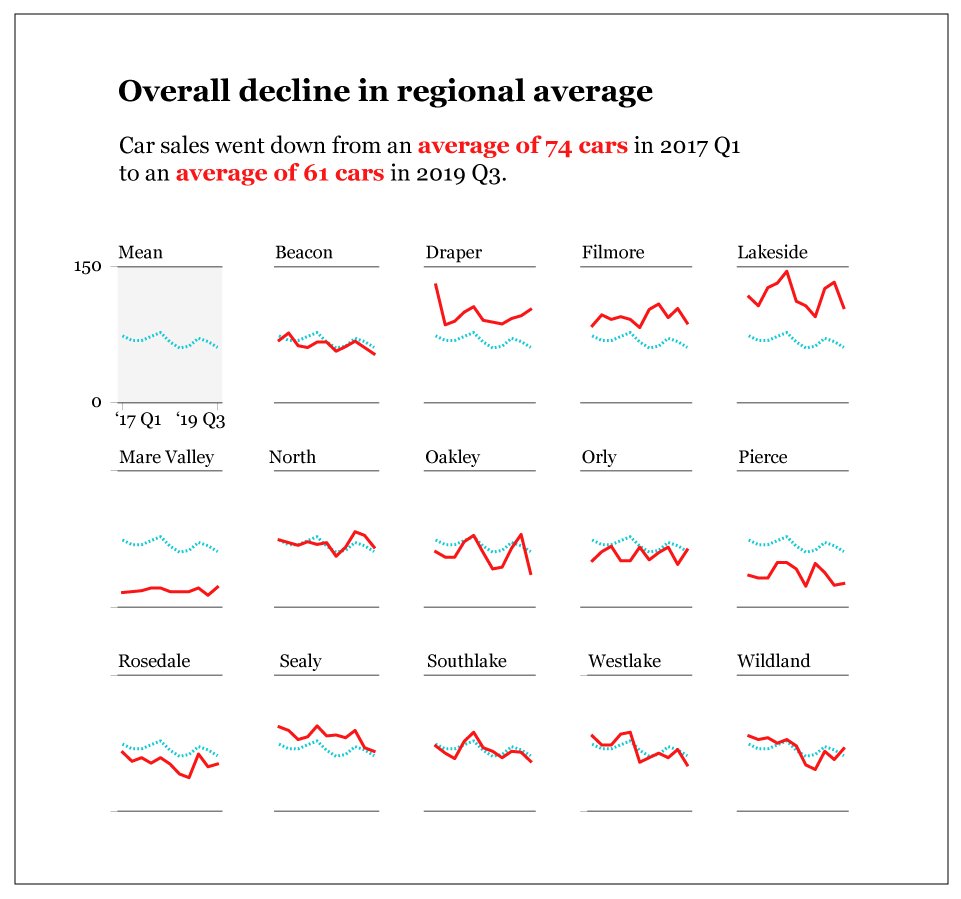 Overall decline in regional average
Car sales went down from an average of 74 cars in 2017 Q1
to an average of 61 cars in 2019 Q3.
Mean
Beacon
Draper
Filmore
Lakeside
150
0
‘17 Q1
‘19 Q3
Mare Valley
North
Oakley
Orly
Pierce
Rosedale
Sealy
Southlake
Westlake
Wildland